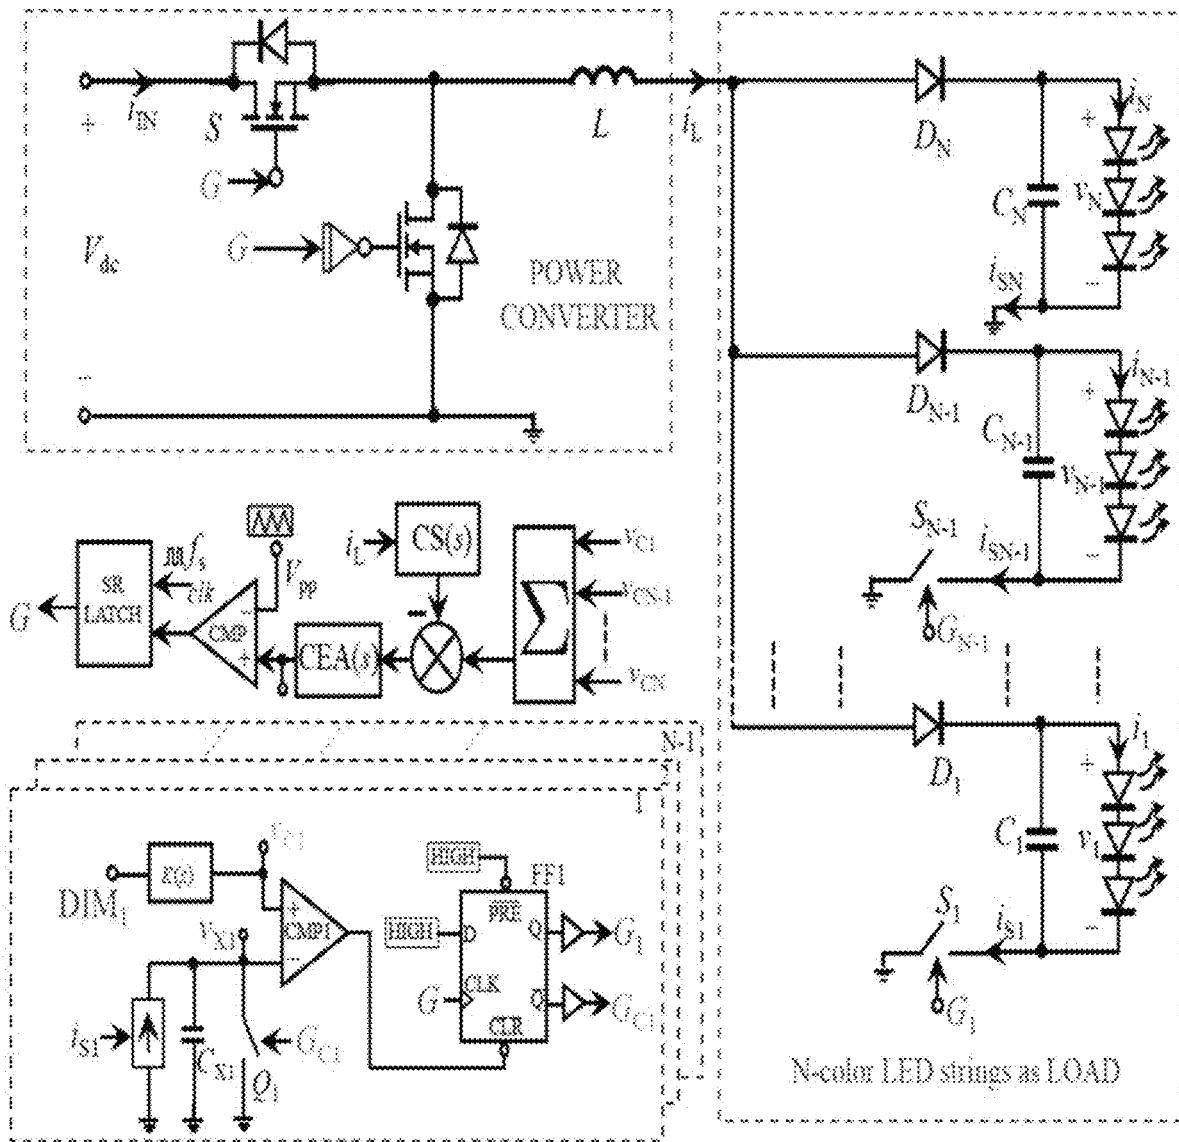 i_IN
+
S
G
V_dc
G
POWER
CONVERTER
−
L
i_L
D_N
i_N
+
C_N
v_N
i_SN
−
D_N-1
i_N-1
+
C_N-1
v_N-1
S_N-1
i_SN-1
−
G_N-1
D_1
i_1
+
C_1
v_1
S_1
i_S1
−
G_1
N-color LED strings as LOAD
i_L
CS(s)
v_C1
v_CN-1
v_CN
Σ
−
CEA(s)
V_pp
CMP
−
+
f_s
clk
SR
LATCH
G
N-1
1
v_C1
DIM_1
v_X1
+
CMP1
−
i_S1
C_X1
Q_1
G_C1
HIGH
HIGH
FF1
PRE
D
Q
CLK
Q
CLR
G
G_1
G_C1